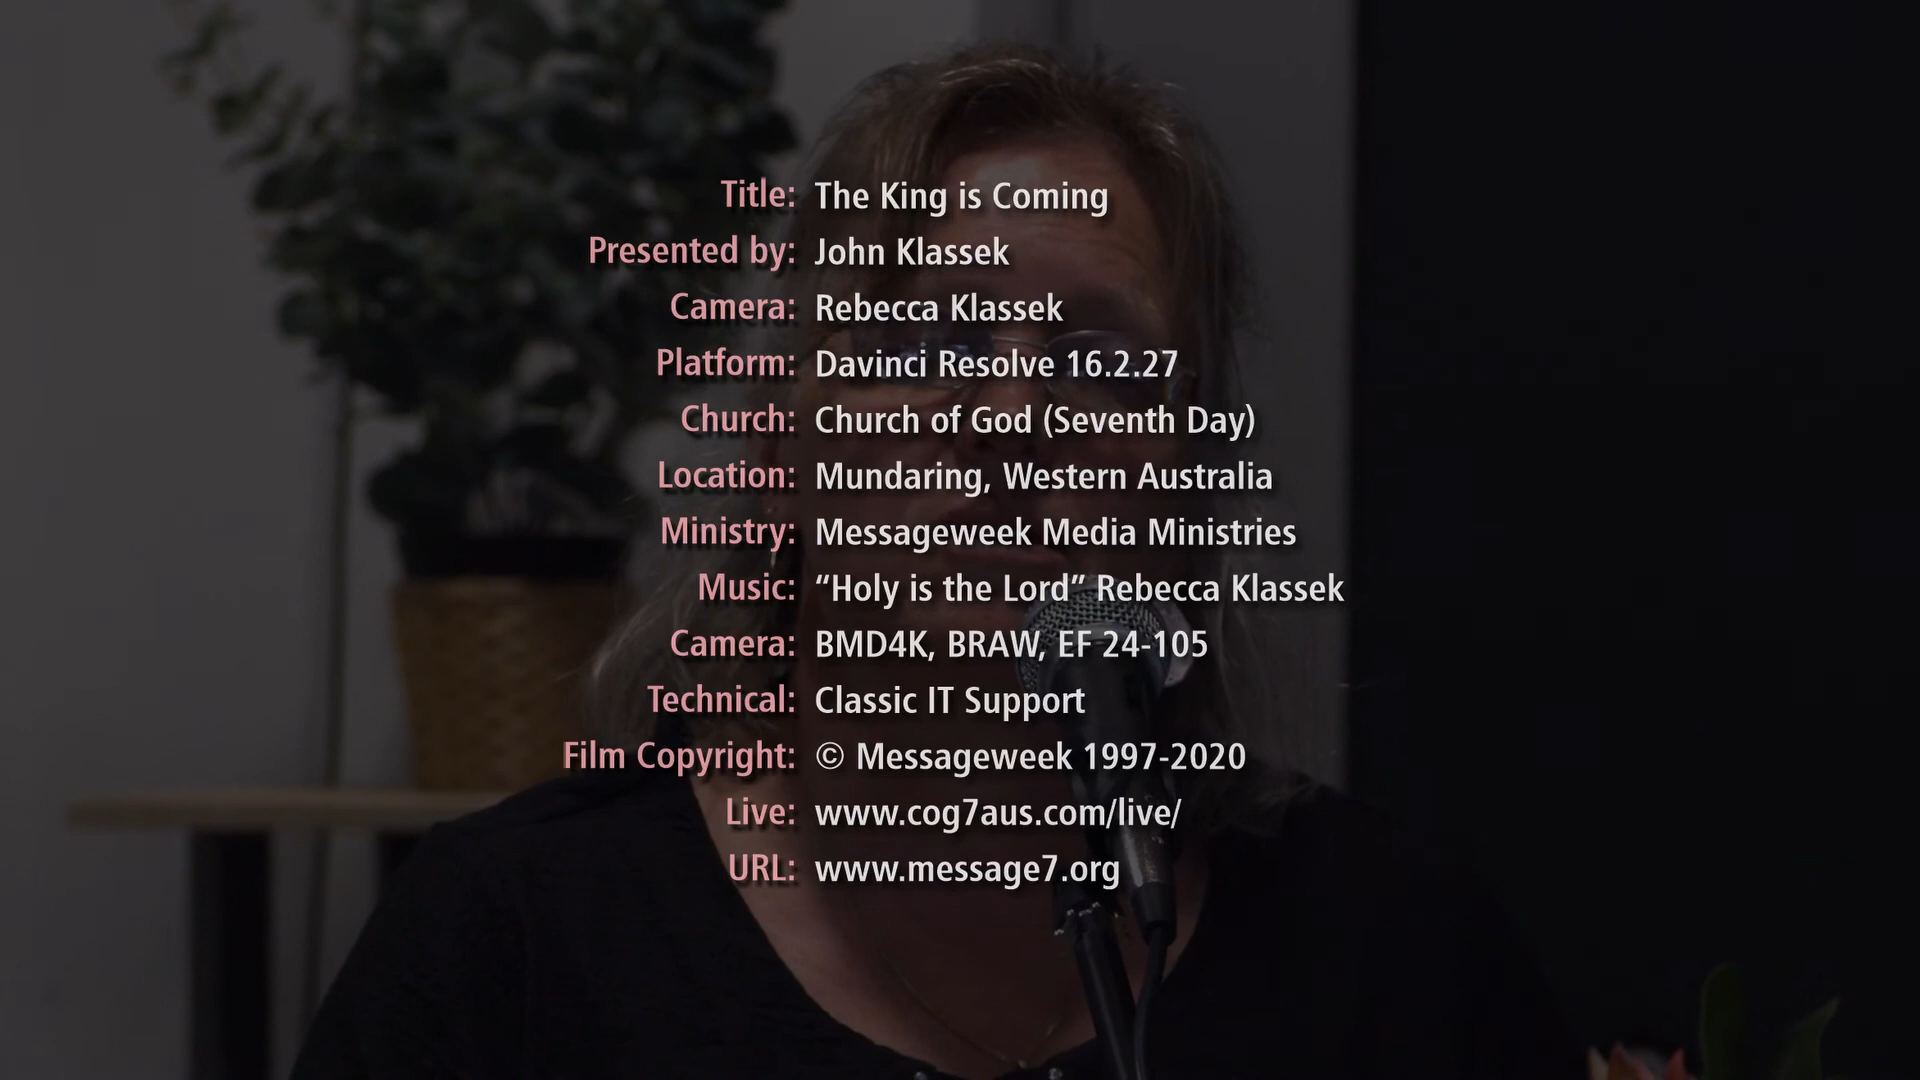 Title: The King is Coming
Presented by: John Klassek
Camera: Rebecca Klassek
Platform: Davinci Resolve 16.2.27
Church: Church of God (Seventh Day)
Location: Mundaring, Western Australia
Ministry: Messageweek Media Ministries
Music: “Holy is the Lord” Rebecca Klassek
Camera: BMD4K, BRAW, EF 24-105
Technical: Classic IT Support
Film Copyright: © Messageweek 1997-2020
Live: www.cog7aus.com/live/
URL: www.message7.org